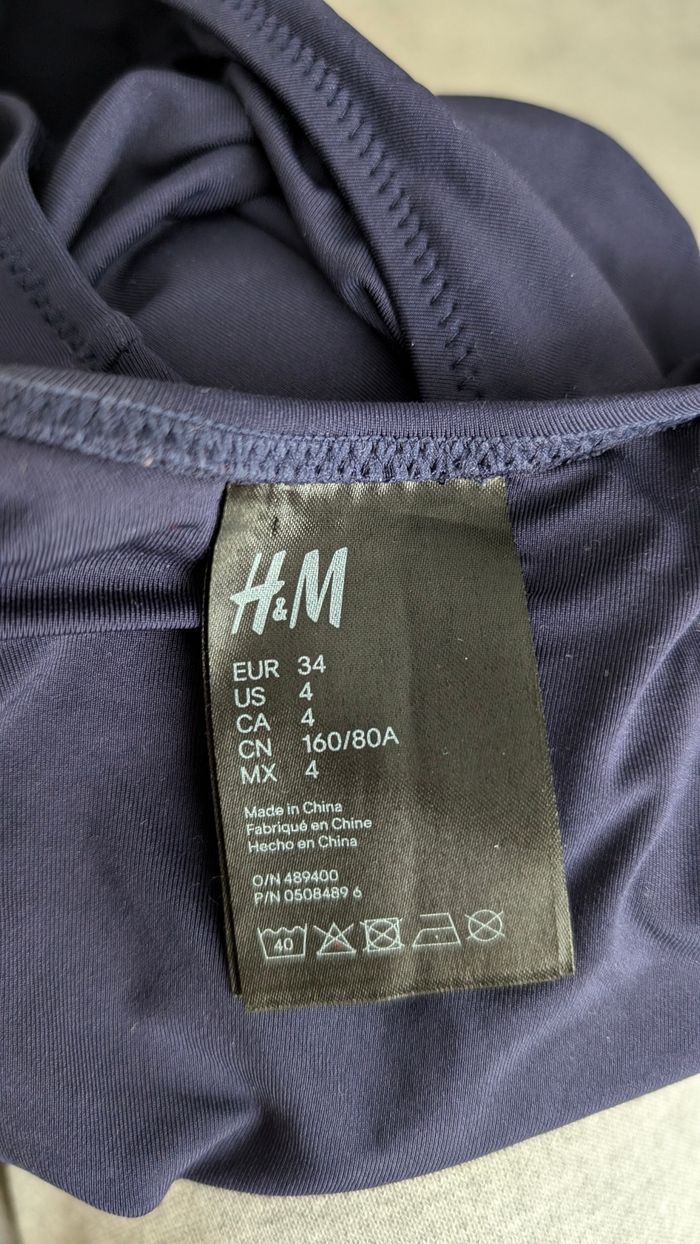 H&M
EUR 34
US 4
CA 4
CN 160/80A
MX 4
Made in China
Fabriqué en Chine
Hecho en China
O/N 489400
P/N 0508489 6
40